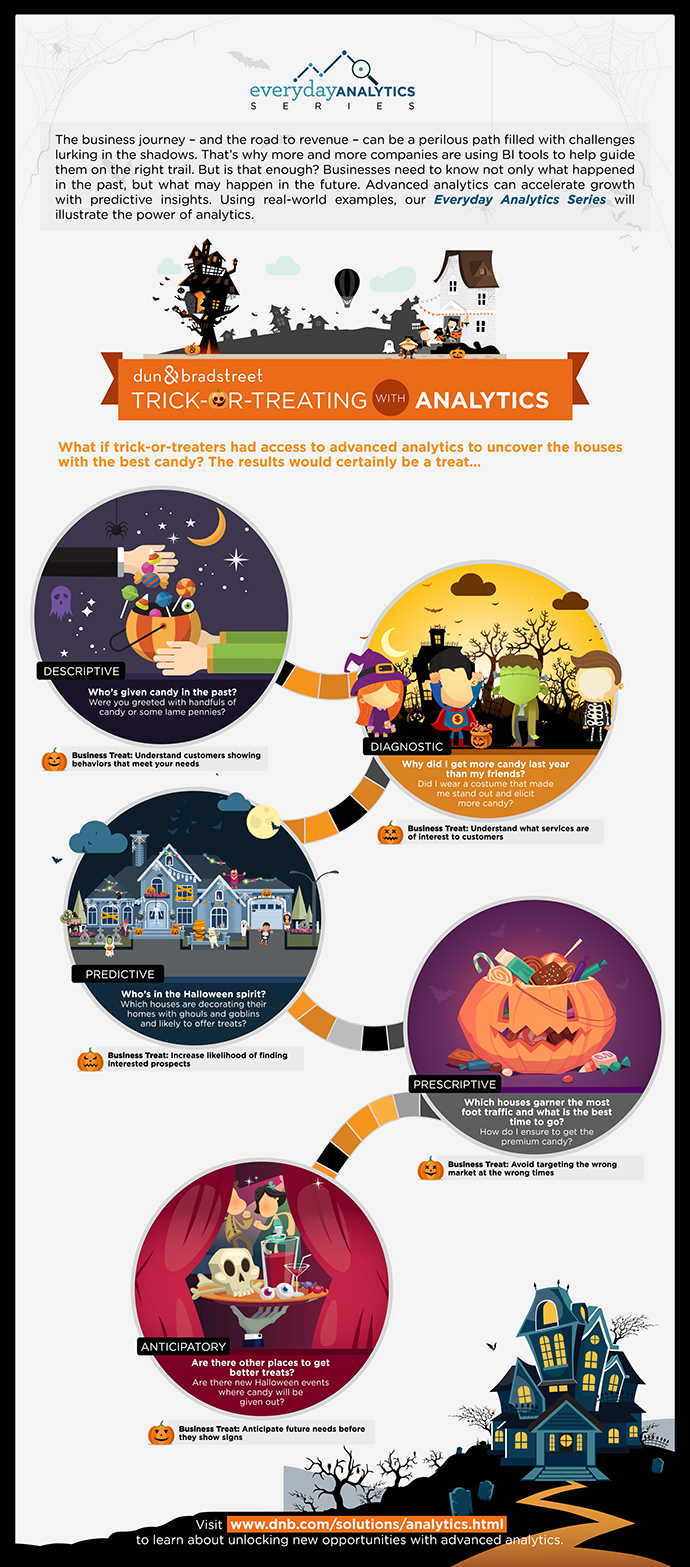 everydayANALYTICS
SERIES
The business journey – and the road to revenue – can be a perilous path filled with challenges
lurking in the shadows. That's why more and more companies are using BI tools to help guide
them on the right trail. But is that enough? Businesses need to know not only what happened
in the past, but what may happen in the future. Advanced analytics can accelerate growth
with predictive insights. Using real-world examples, our Everyday Analytics Series will
illustrate the power of analytics.
dun&bradstreet
TRICK-OR-TREATING WITH ANALYTICS
What if trick-or-treaters had access to advanced analytics to uncover the houses
with the best candy? The results would certainly be a treat...
DESCRIPTIVE
Who's given candy in the past?
Were you greeted with handfuls of
candy or some lame pennies?
Business Treat: Understand customers showing
behaviors that meet your needs
DIAGNOSTIC
Why did I get more candy last year
than my friends?
Did I wear a costume that made
me stand out and elicit
more candy?
Business Treat: Understand what services are
of interest to customers
PREDICTIVE
Who's in the Halloween spirit?
Which houses are decorating their
homes with ghouls and goblins
and likely to offer treats?
Business Treat: Increase likelihood of finding
interested prospects
PRESCRIPTIVE
Which houses garner the most
foot traffic and what is the best
time to go?
How do I ensure to get the
premium candy?
Business Treat: Avoid targeting the wrong
market at the wrong times
ANTICIPATORY
Are there other places to get
better treats?
Are there new Halloween events
where candy will be
given out?
Business Treat: Anticipate future needs before
they show signs
Visit www.dnb.com/solutions/analytics.html
to learn about unlocking new opportunities with advanced analytics.